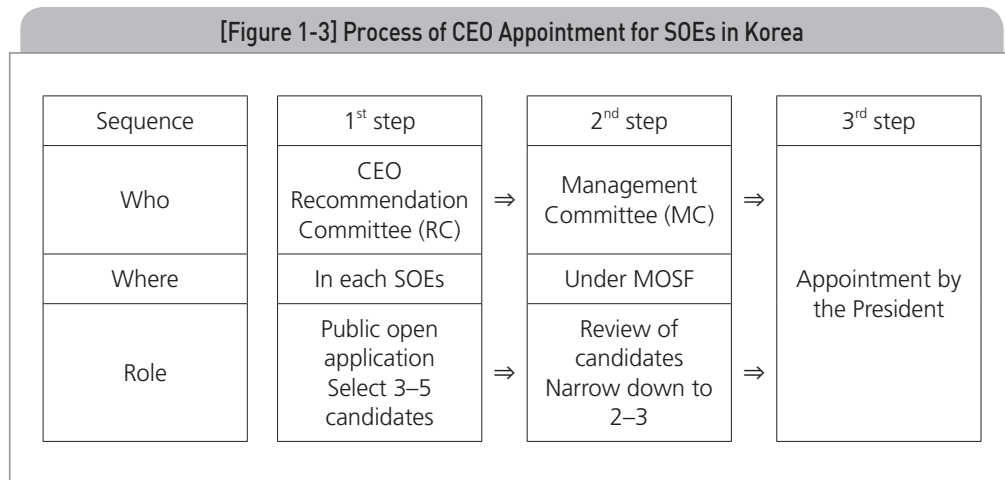 [Figure 1-3] Process of CEO Appointment for SOEs in Korea
Sequence
1st step
2nd step
3rd step
Who
CEO
Recommendation
Committee (RC)
⇒
Management
Committee (MC)
⇒
Where
In each SOEs
Under MOSF
Appointment by
the President
Role
Public open
application
Select 3–5
candidates
⇒
Review of
candidates
Narrow down to
2–3
⇒